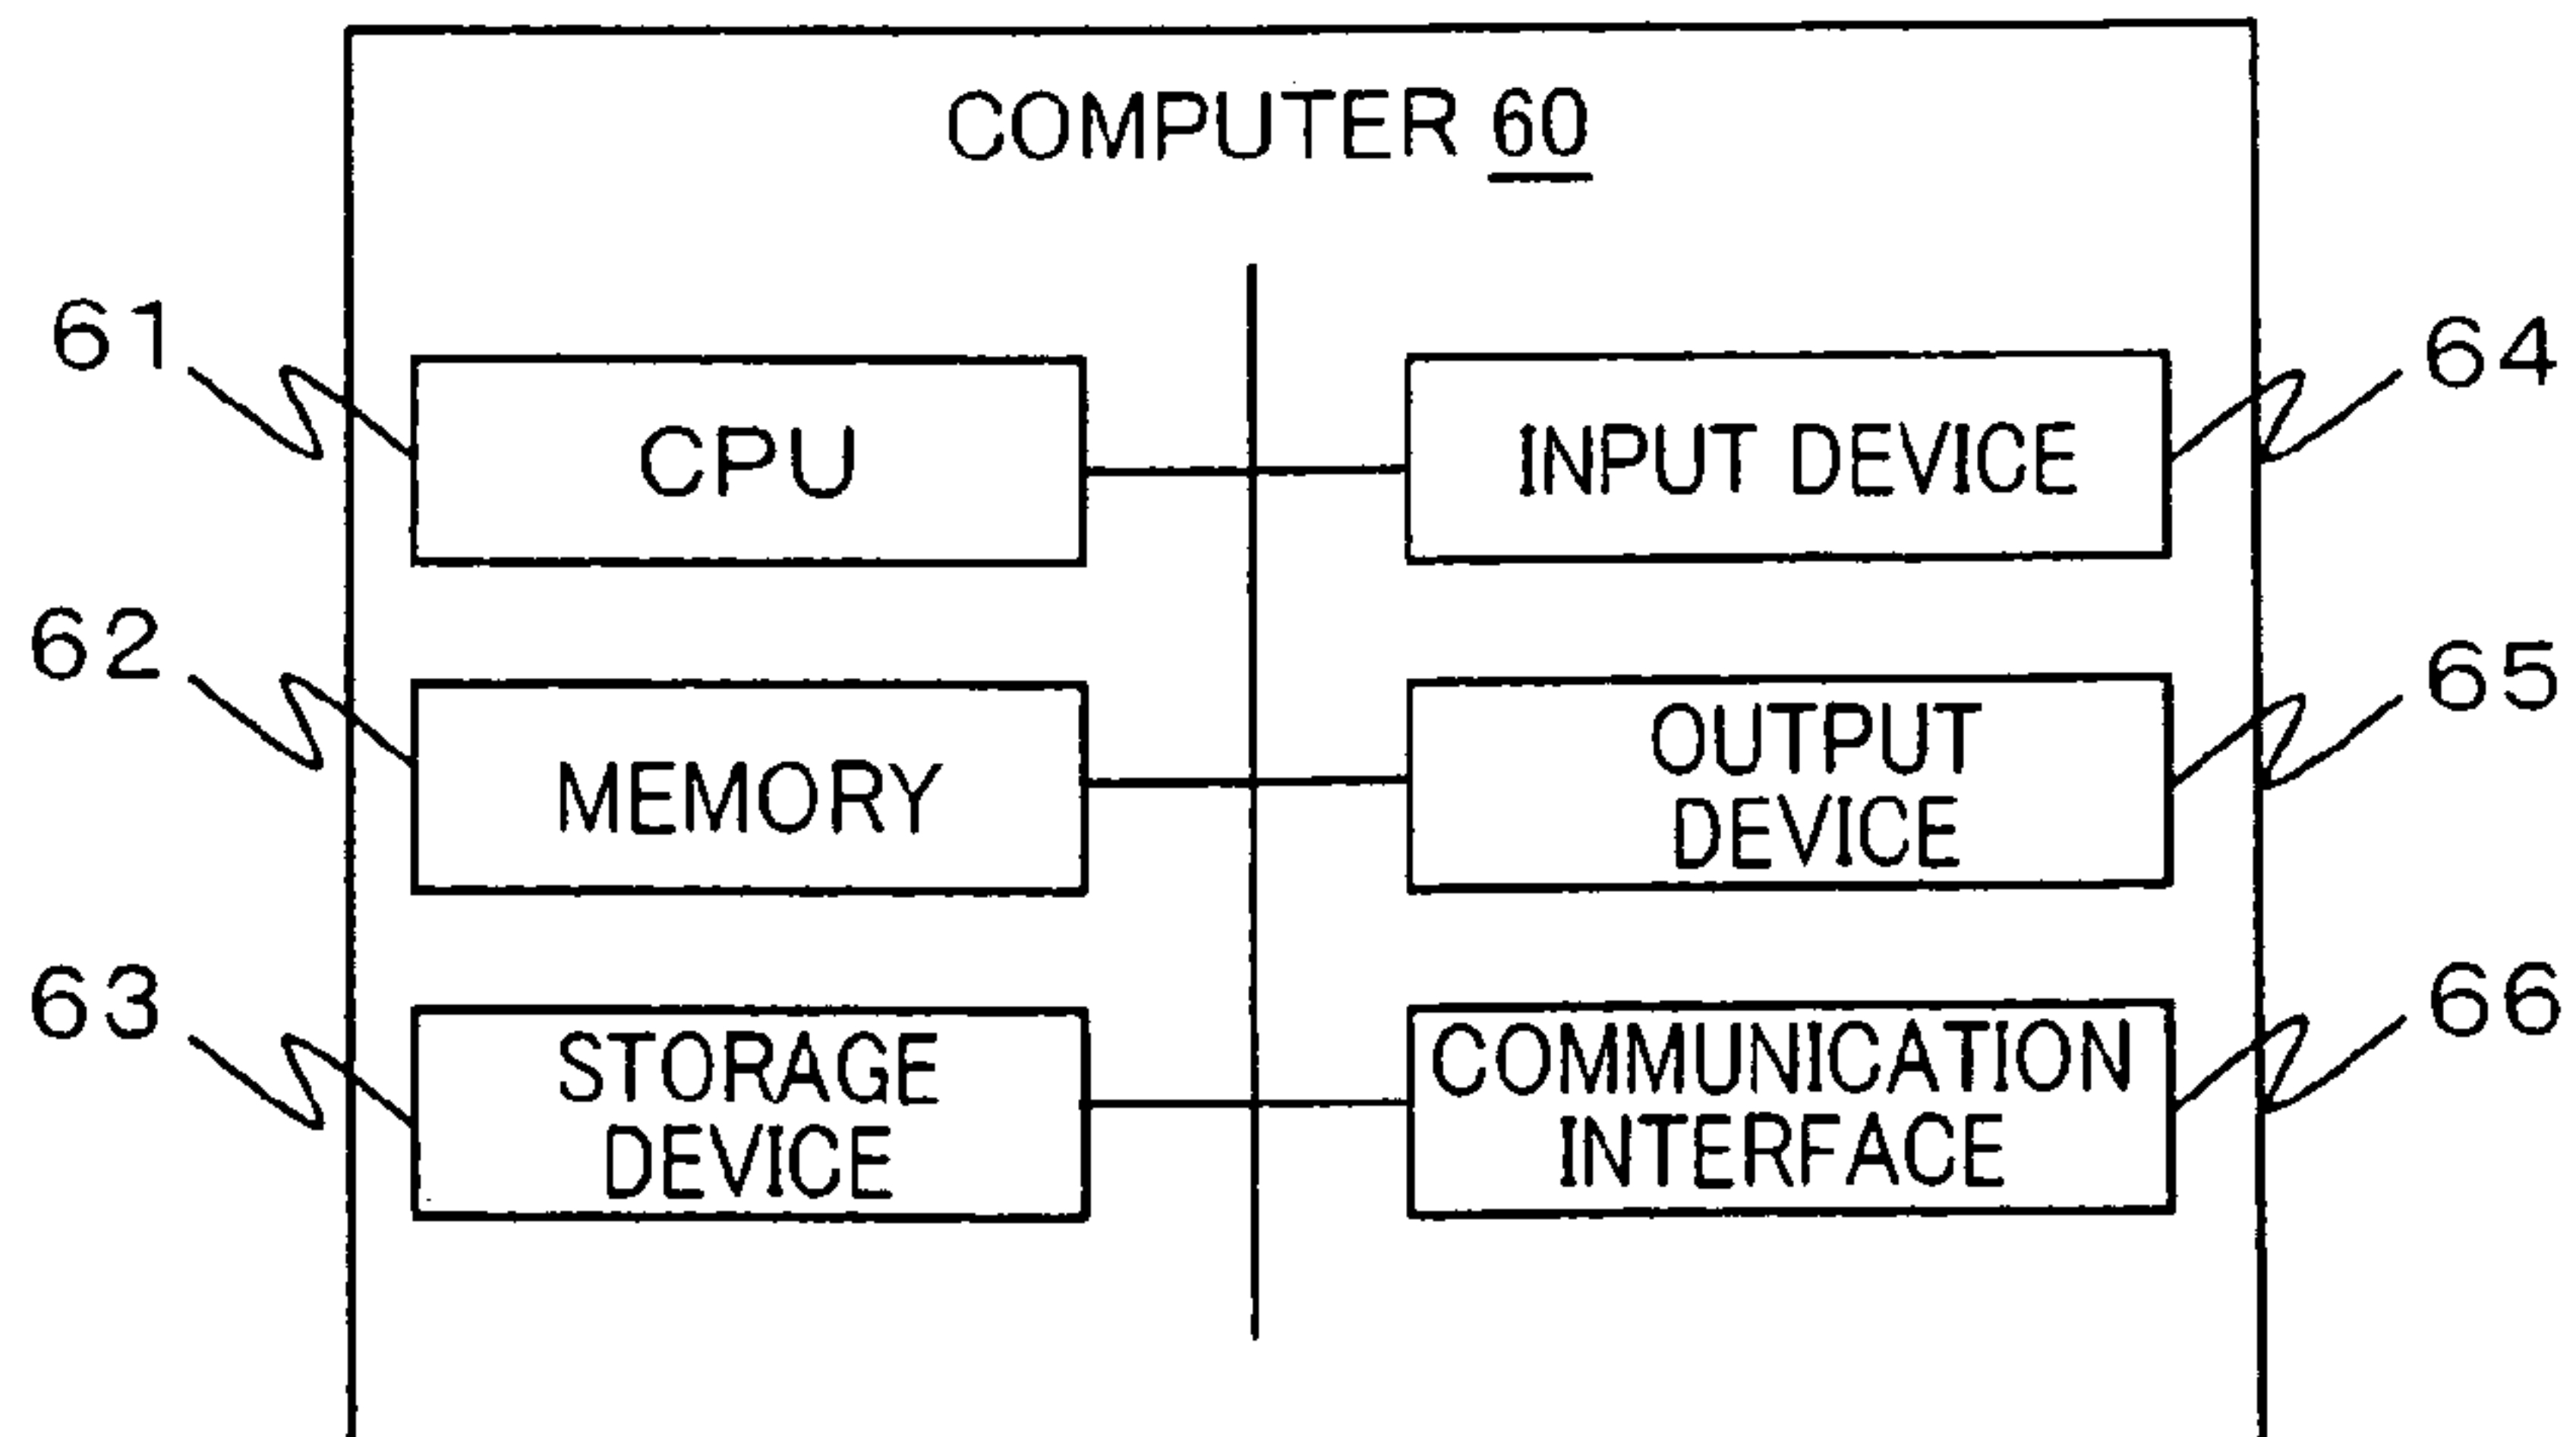 COMPUTER 60
61
CPU
INPUT DEVICE
64
62
MEMORY
OUTPUT
DEVICE
65
63
STORAGE
DEVICE
COMMUNICATION
INTERFACE
66